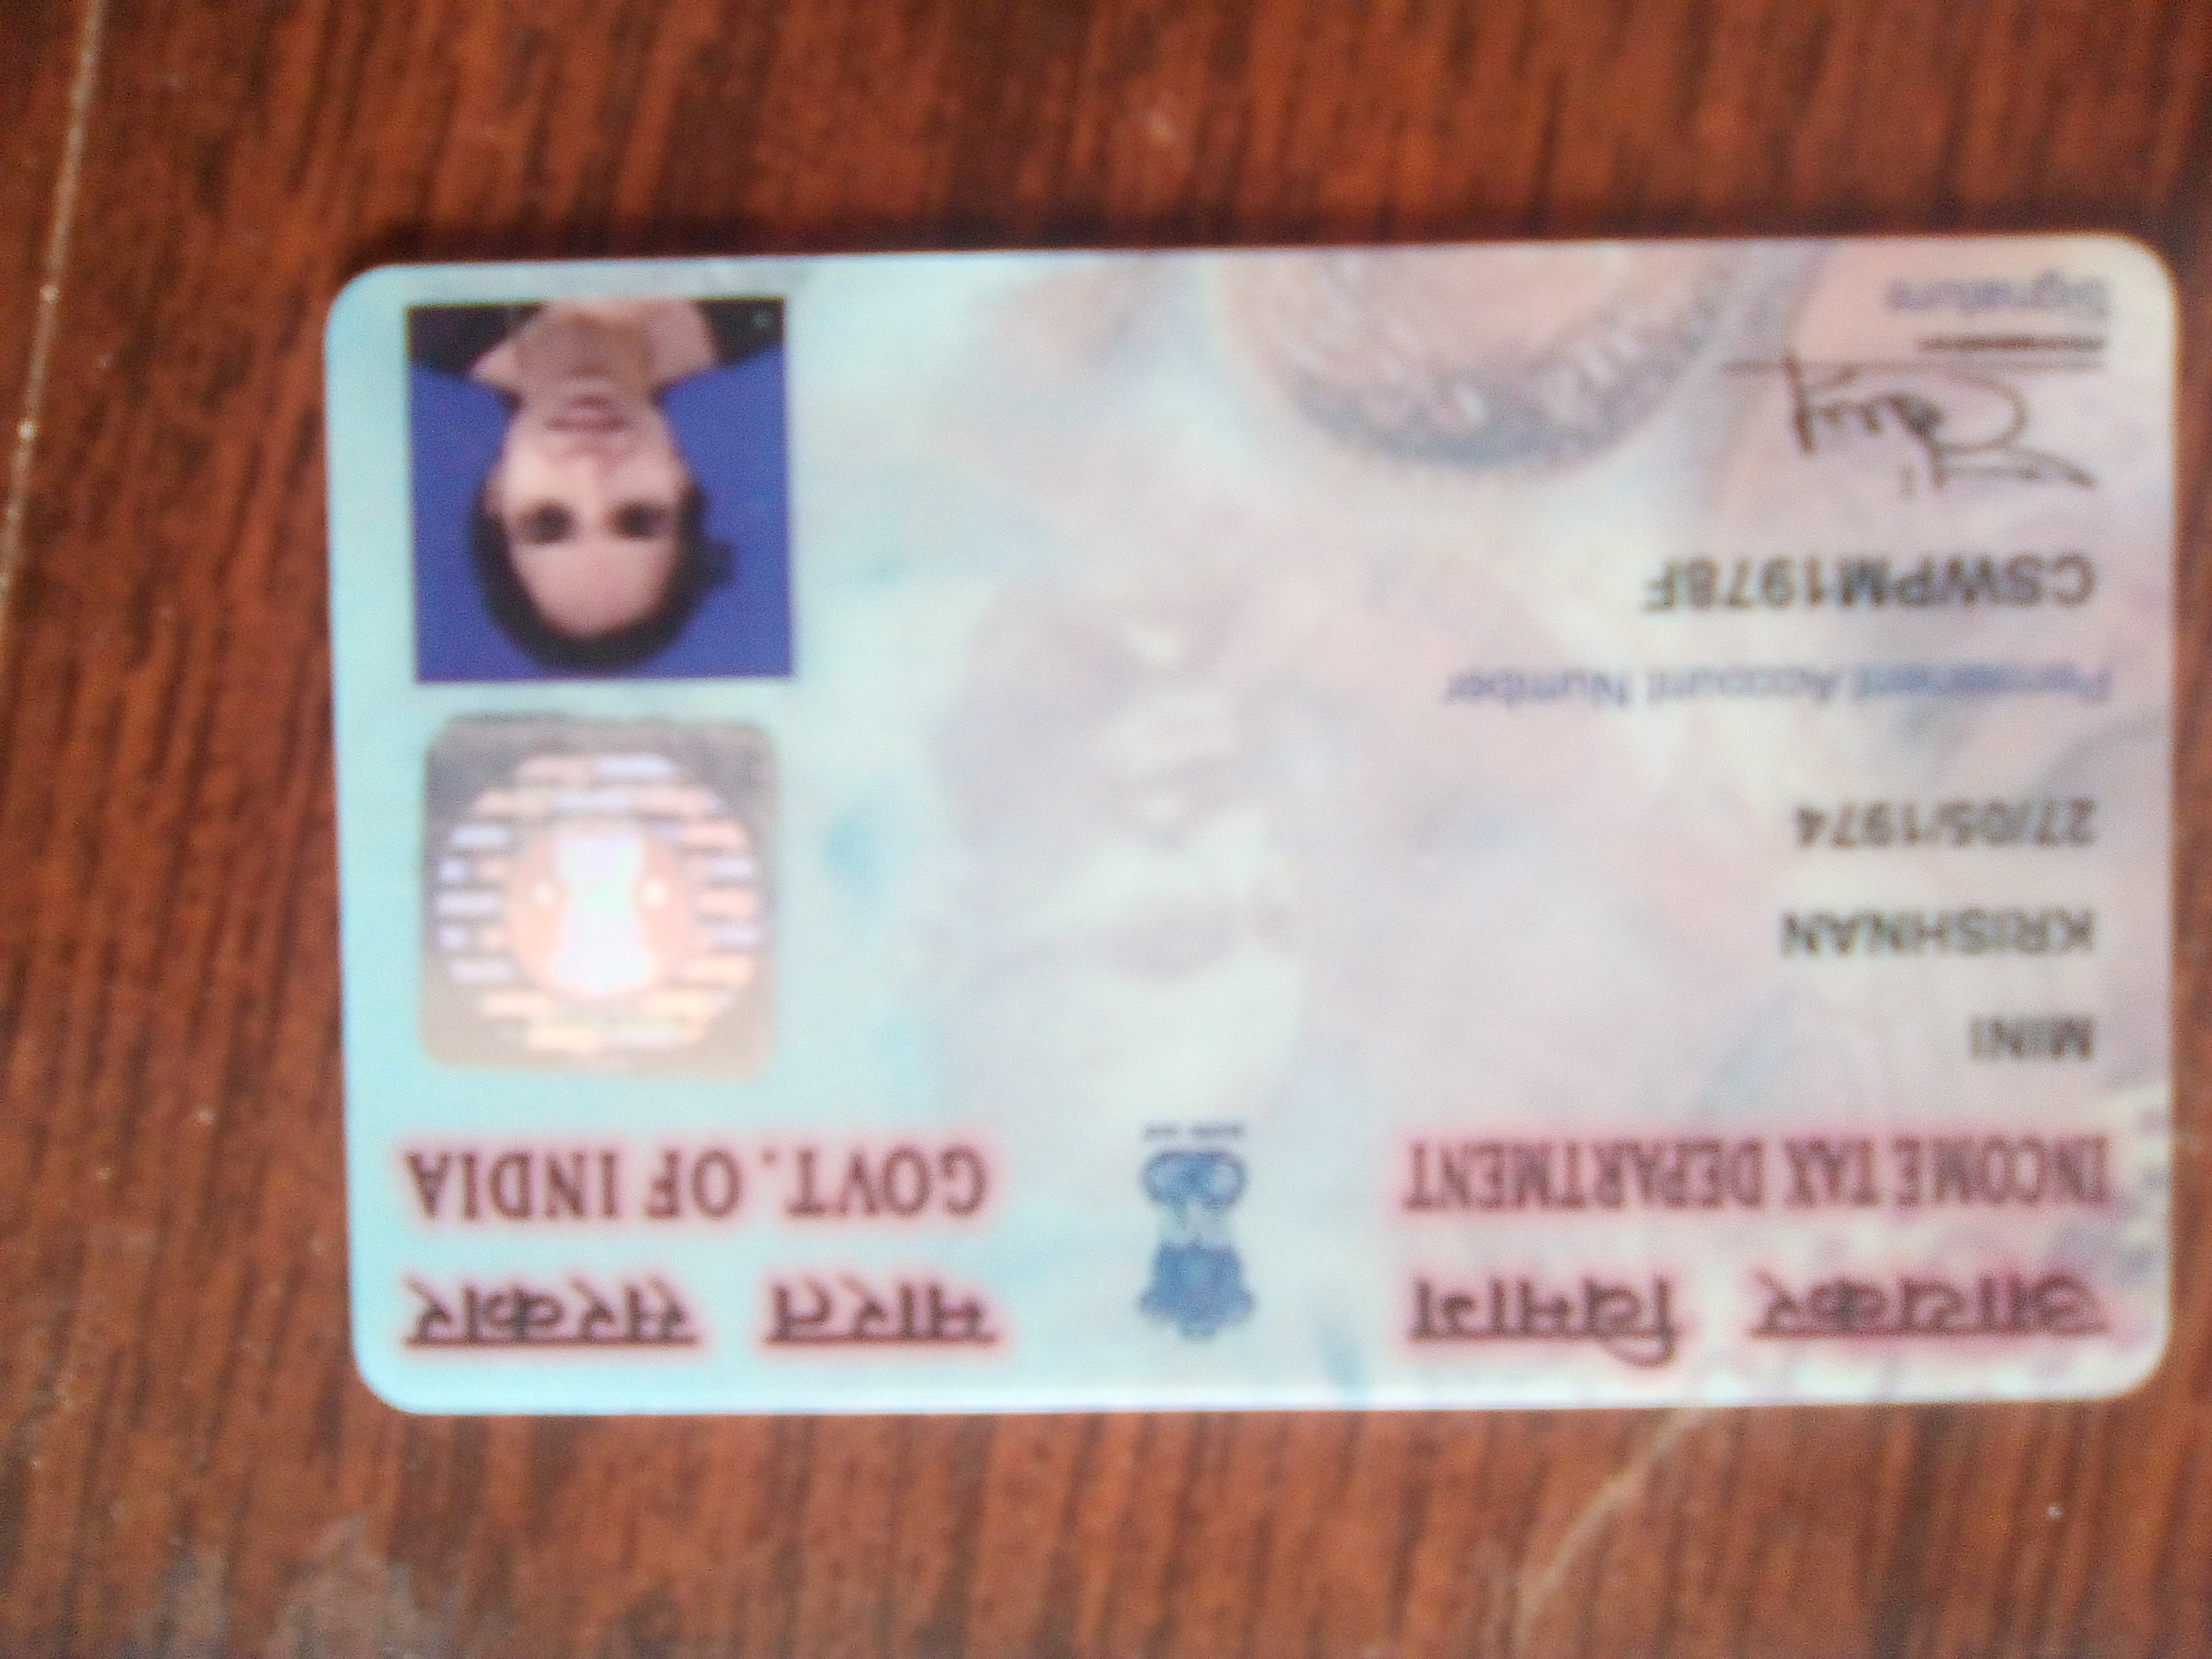 आयकर विभाग
INCOME TAX DEPARTMENT
भारत सरकार
GOVT. OF INDIA
MINI
KRISHNAN
27/05/1974
Permanent Account Number
CSWPM1978F
Signature